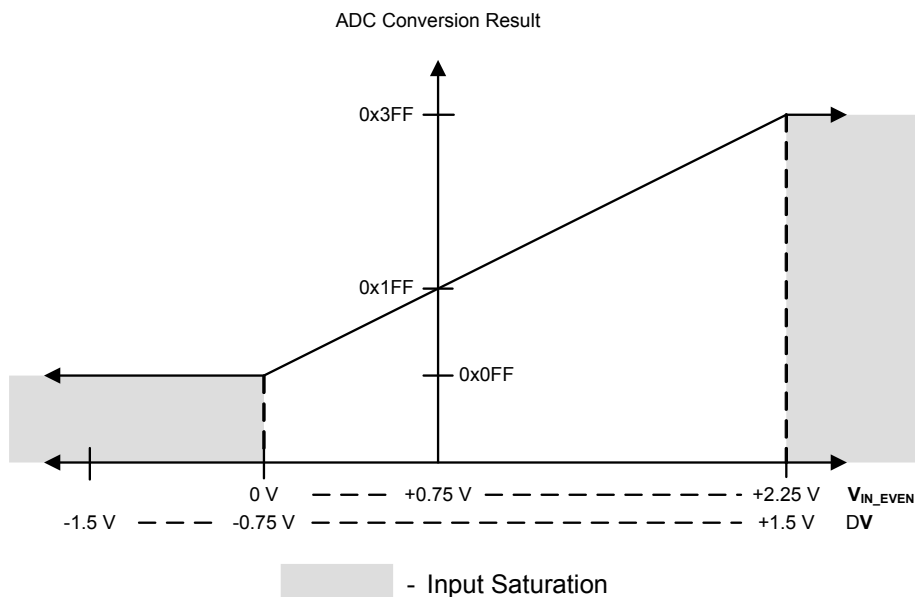 ADC Conversion Result
0x3FF
0x1FF
0x0FF
0 V +0.75 V +2.25 V VIN_EVEN
-1.5 V -0.75 V +1.5 V DV
- Input Saturation